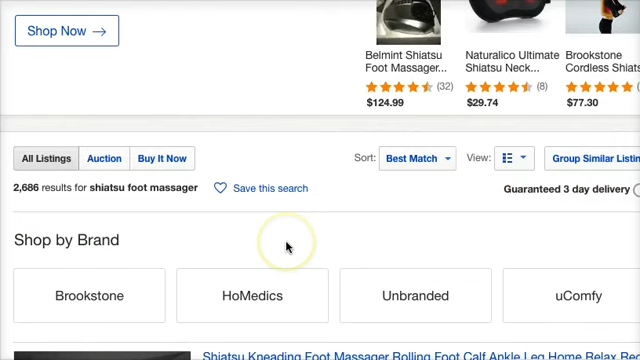 Shop Now →
Belmint Shiatsu
Foot Massager...
(32)
$124.99
Naturalico Ultimate
Shiatsu Neck...
(8)
$29.74
Brookstone
Cordless Shiats
(
$77.30
All Listings
Auction
Buy It Now
Sort:
Best Match
View:
Group Similar Listin
2,686 results for shiatsu foot massager
Save this search
Guaranteed 3 day delivery
Shop by Brand
Brookstone
HoMedics
Unbranded
uComfy
Shiatsu Kneading Foot Massager Rolling Foot Calf Ankle Leg Home Relax Rec